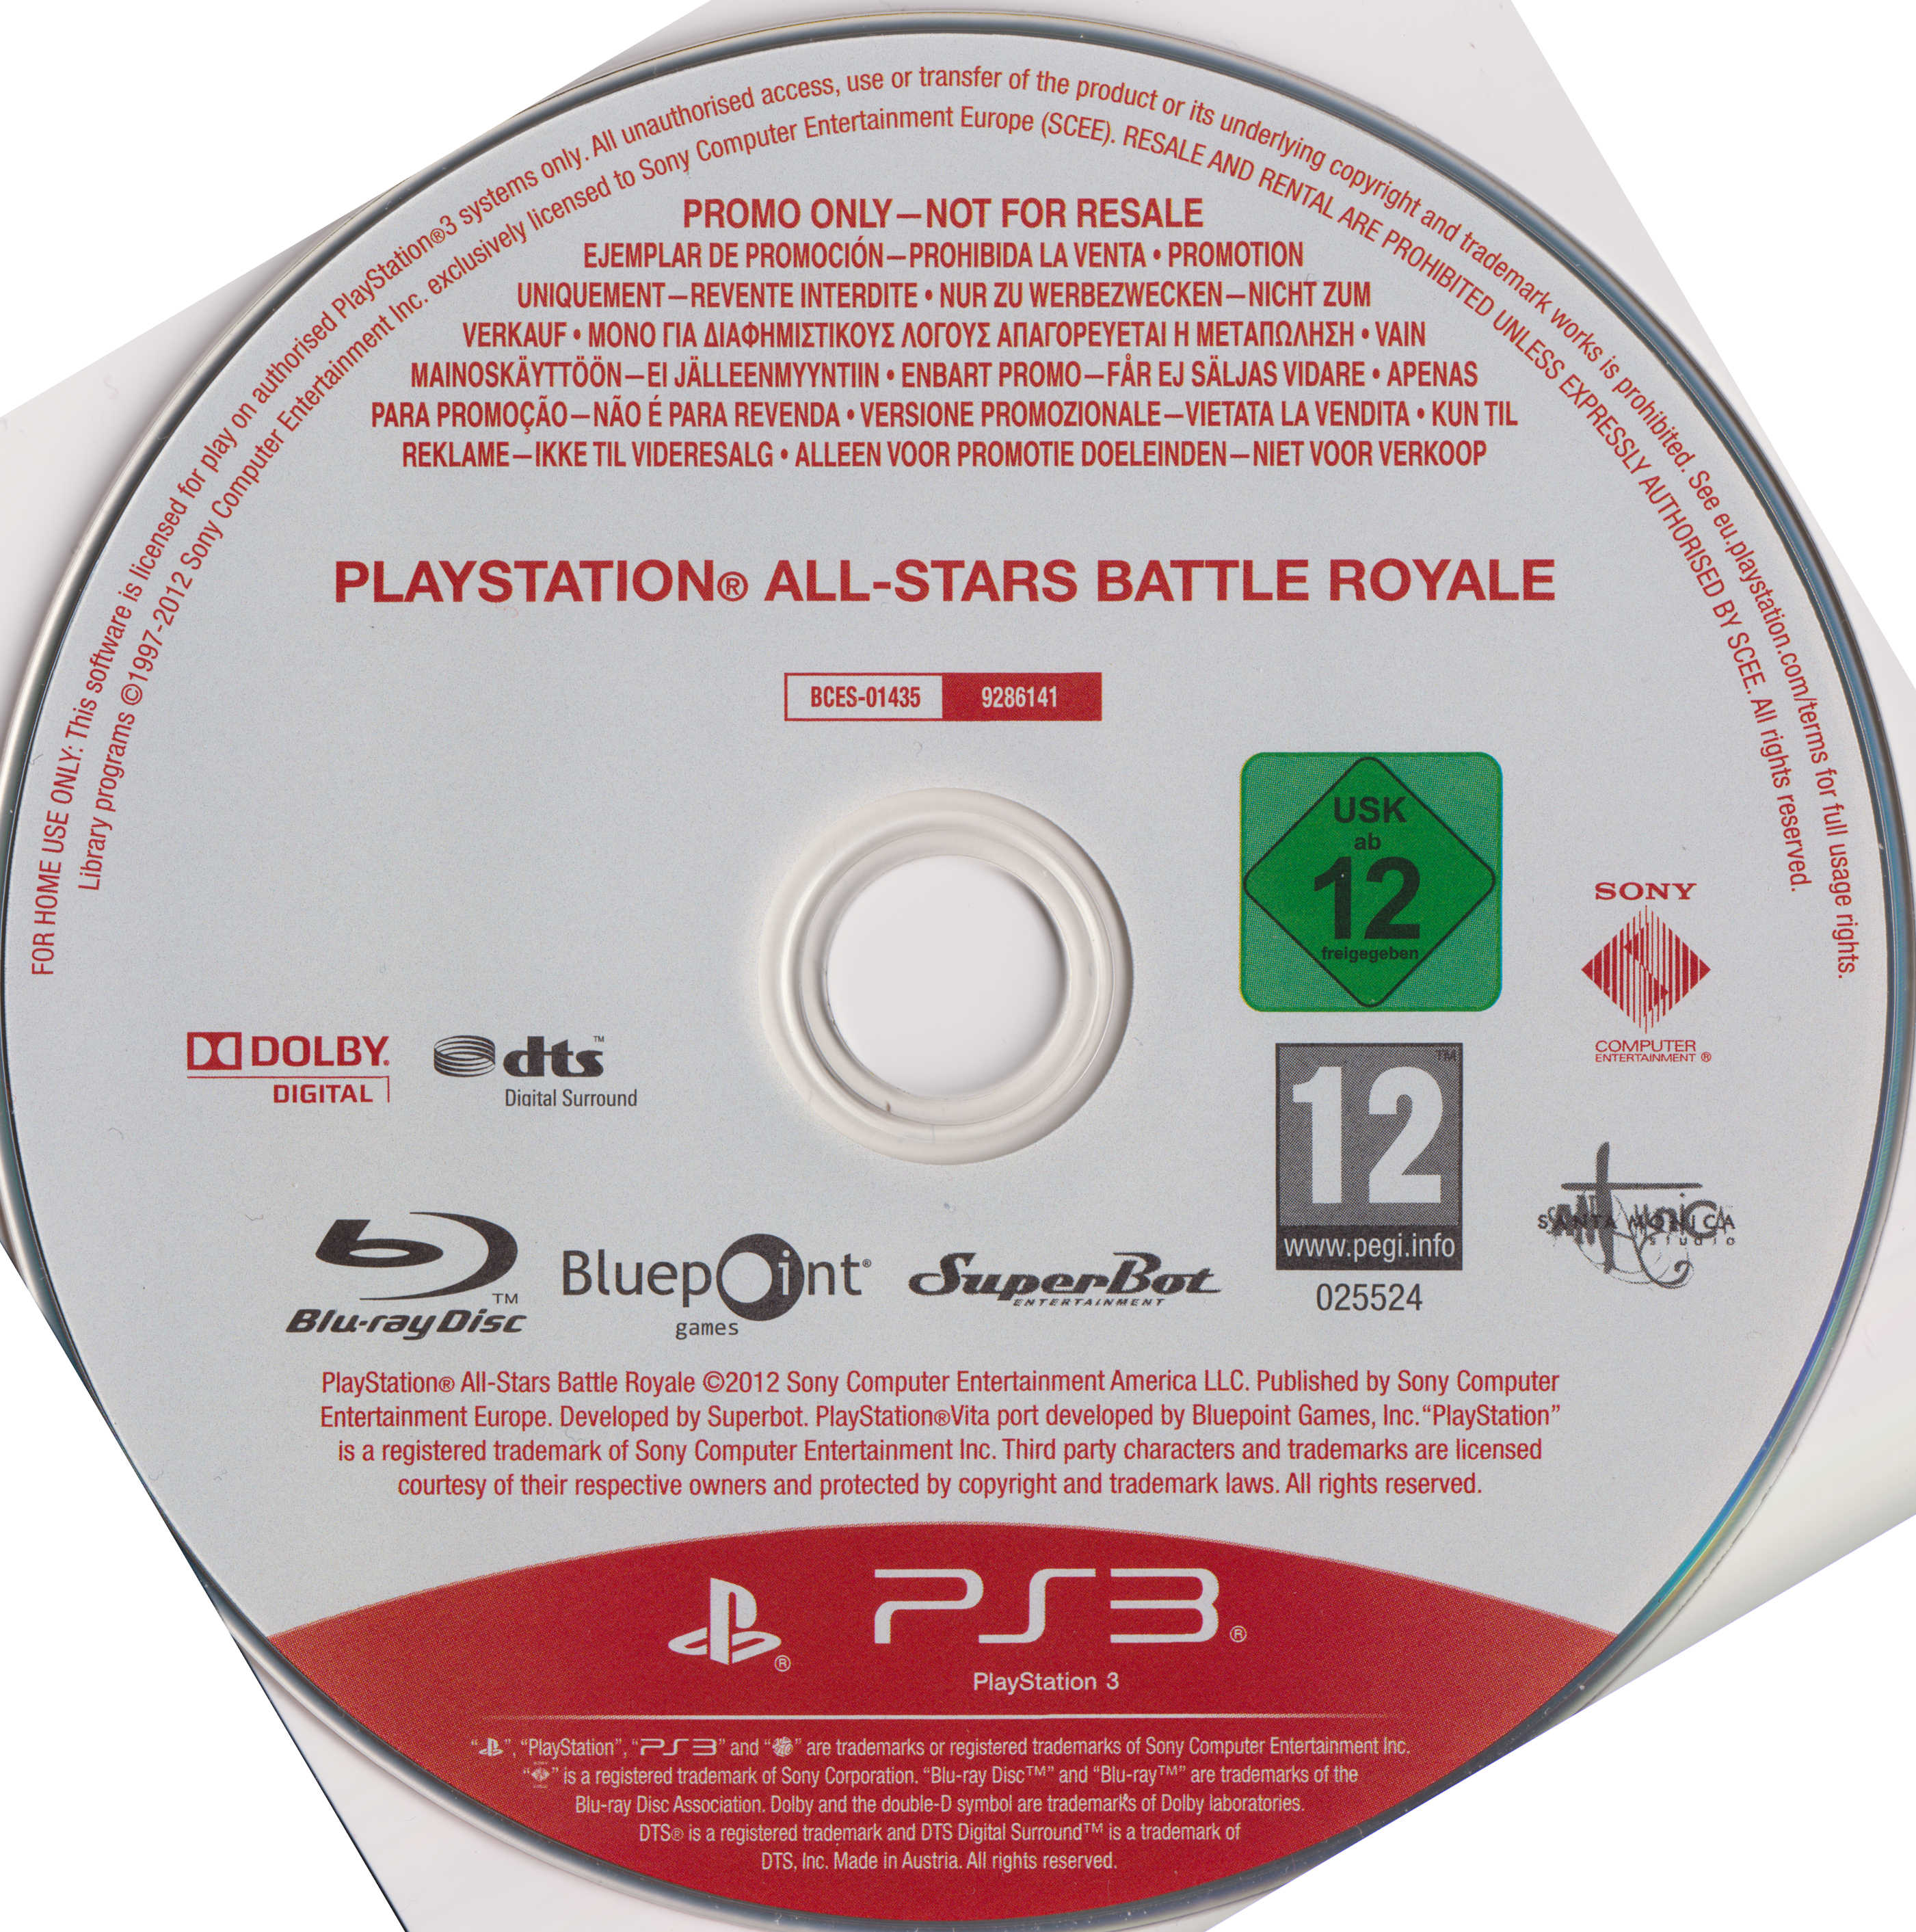 FOR HOME USE ONLY: This software is licensed for play on authorised PlayStation®3 systems only. All unauthorised access, use or transfer of the product or its underlying copyright and trademark works is prohibited. See eu.playstation.com/terms for full usage rights.
Library programs ©1997-2012 Sony Computer Entertainment Inc. exclusively licensed to Sony Computer Entertainment Europe (SCEE). RESALE AND RENTAL ARE PROHIBITED UNLESS EXPRESSLY AUTHORISED BY SCEE. All rights reserved.
PROMO ONLY—NOT FOR RESALE
EJEMPLAR DE PROMOCIÓN—PROHIBIDA LA VENTA • PROMOTION
UNIQUEMENT—REVENTE INTERDITE • NUR ZU WERBEZWECKEN—NICHT ZUM
VERKAUF • ΜΟΝΟ ΓΙΑ ΔΙΑΦΗΜΙΣΤΙΚΟΥΣ ΛΟΓΟΥΣ ΑΠΑΓΟΡΕΥΕΤΑΙ Η ΜΕΤΑΠΩΛΗΣΗ • VAIN
MAINOSKÄYTTÖÖN—EI JÄLLEENMYYNTIIN • ENBART PROMO—FÅR EJ SÄLJAS VIDARE • APENAS
PARA PROMOÇÃO—NÃO É PARA REVENDA • VERSIONE PROMOZIONALE—VIETATA LA VENDITA • KUN TIL
REKLAME—IKKE TIL VIDERESALG • ALLEEN VOOR PROMOTIE DOELEINDEN—NIET VOOR VERKOOP
PLAYSTATION® ALL-STARS BATTLE ROYALE
BCES-01435 9286141
USK
ab
12
freigegeben
SONY
COMPUTER
ENTERTAINMENT ®
DOLBY®
DIGITAL
dts™
Digital Surround
12™
www.pegi.info
025524
SANTA MONICA
studio
Blu-ray Disc™
Bluepoint®
games
SuperBot
ENTERTAINMENT
PlayStation® All-Stars Battle Royale ©2012 Sony Computer Entertainment America LLC. Published by Sony Computer
Entertainment Europe. Developed by Superbot. PlayStation®Vita port developed by Bluepoint Games, Inc. “PlayStation”
is a registered trademark of Sony Computer Entertainment Inc. Third party characters and trademarks are licensed
courtesy of their respective owners and protected by copyright and trademark laws. All rights reserved.
PS3®
®
PlayStation 3
“”, “PlayStation”, “PS3” and “” are trademarks or registered trademarks of Sony Computer Entertainment Inc.
“” is a registered trademark of Sony Corporation. “Blu-ray Disc™” and “Blu-ray™” are trademarks of the
Blu-ray Disc Association. Dolby and the double-D symbol are trademarks of Dolby laboratories.
DTS® is a registered trademark and DTS Digital Surround™ is a trademark of
DTS, Inc. Made in Austria. All rights reserved.